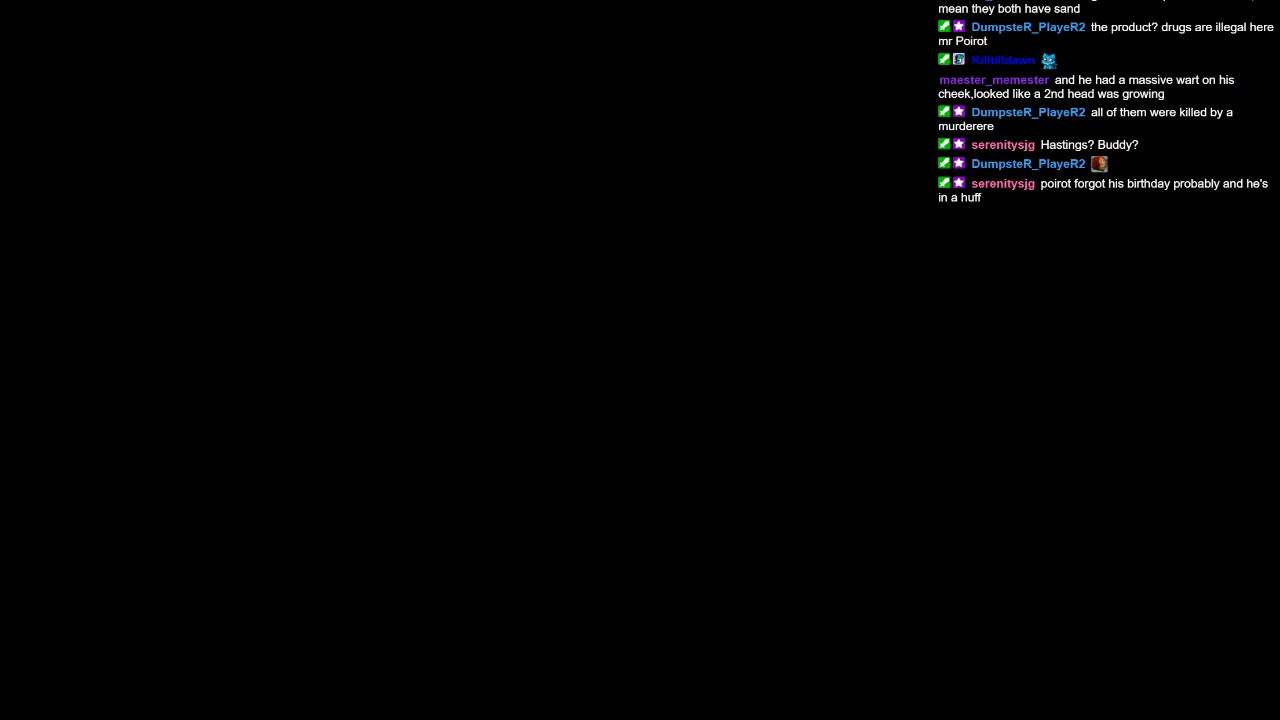 mean they both have sand
DumpsteR_PlayeR2 the product? drugs are illegal here
mr Poirot
Killtilldawn
maester_memester and he had a massive wart on his
cheek,looked like a 2nd head was growing
DumpsteR_PlayeR2 all of them were killed by a
murderere
serenitysjg Hastings? Buddy?
DumpsteR_PlayeR2
serenitysjg poirot forgot his birthday probably and he's
in a huff